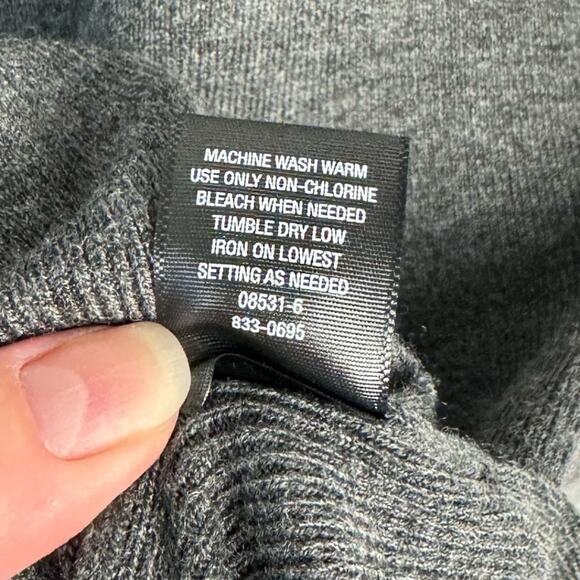 MACHINE WASH WARM
USE ONLY NON-CHLORINE
BLEACH WHEN NEEDED
TUMBLE DRY LOW
IRON ON LOWEST
SETTING AS NEEDED
08531-6
833-0695